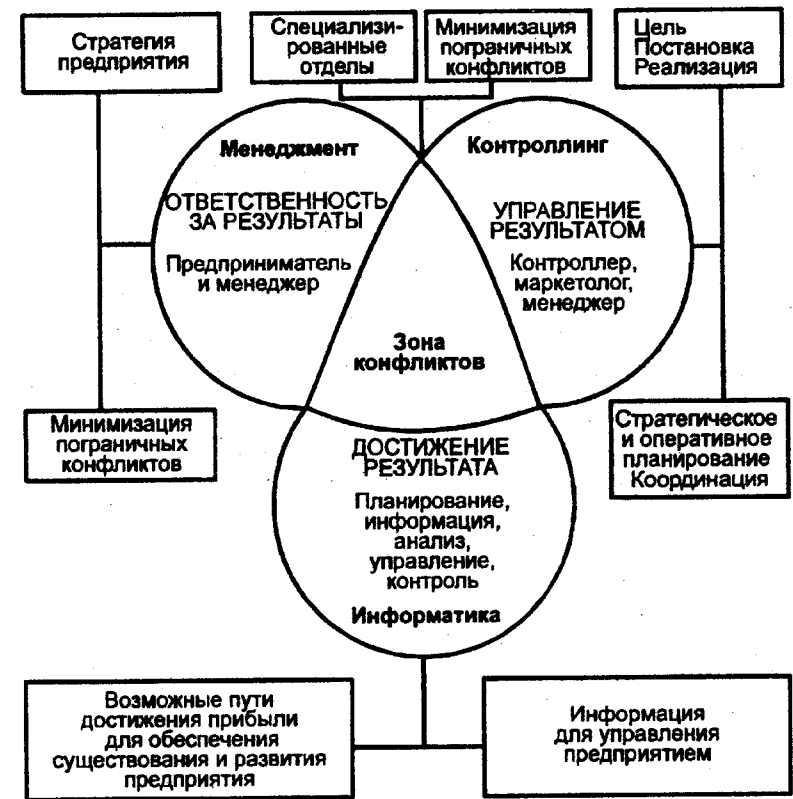 Стратегия
предприятия
Специализи-
рованные
отделы
Минимизация
пограничных
конфликтов
Цель
Постановка
Реализация
Менеджмент
ОТВЕТСТВЕННОСТЬ
ЗА РЕЗУЛЬТАТЫ
Предприниматель
и менеджер
Контроллинг
УПРАВЛЕНИЕ
РЕЗУЛЬТАТОМ
Контроллер,
маркетолог,
менеджер
Зона
конфликтов
Минимизация
пограничных
конфликтов
Стратегическое
и оперативное
планирование
Координация
ДОСТИЖЕНИЕ
РЕЗУЛЬТАТА
Планирование,
информация,
анализ,
управление,
контроль
Информатика
Возможные пути
достижения прибыли
для обеспечения
существования и развития
предприятия
Информация
для управления
предприятием